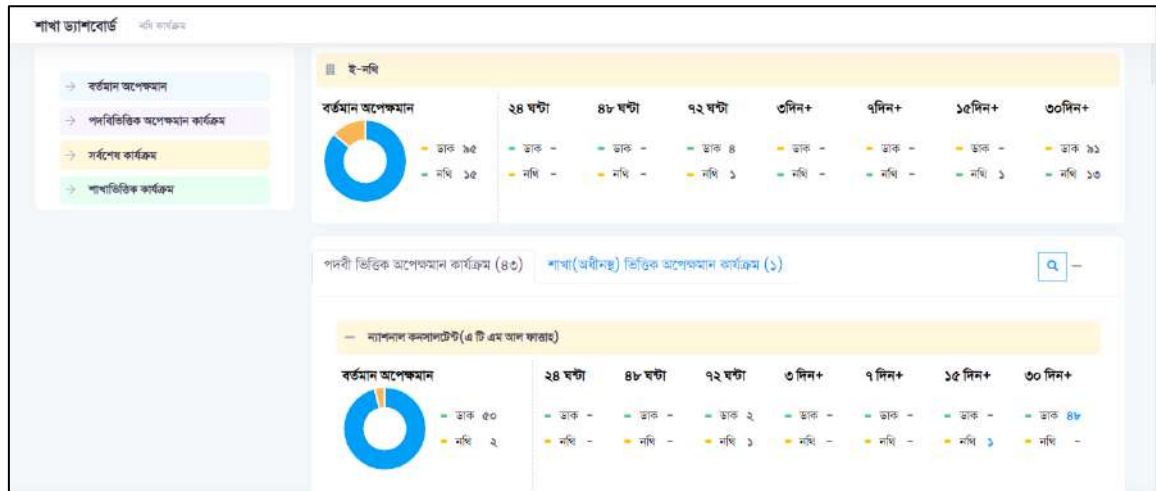 শাখা ড্যাশবোর্ড নথি কার্যক্রম
বর্তমান অপেক্ষমান
পদবিভিত্তিক অপেক্ষমান কার্যক্রম
সর্বশেষ কার্যক্রম
শাখাভিত্তিক কার্যক্রম
ই-নথি
বর্তমান অপেক্ষমান ২৪ ঘন্টা ৪৮ ঘন্টা ৭২ ঘন্টা ৩দিন+ ৭দিন+ ১৫দিন+ ৩০দিন+
ডাক ৯৫ ডাক - ডাক - ডাক ৪ ডাক - ডাক - ডাক - ডাক ৯১
নথি ১৫ নথি - নথি - নথি ১ নথি - নথি - নথি ১ নথি ১৩
পদবী ভিত্তিক অপেক্ষমান কার্যক্রম (৪৩) শাখা(অধীনস্থ) ভিত্তিক অপেক্ষমান কার্যক্রম (১)
ন্যাশনাল কনসালটেন্ট(এ টি এম আল ফাত্তাহ)
বর্তমান অপেক্ষমান ২৪ ঘন্টা ৪৮ ঘন্টা ৭২ ঘন্টা ৩ দিন+ ৭ দিন+ ১৫ দিন+ ৩০ দিন+
ডাক ৫০ ডাক - ডাক - ডাক ২ ডাক - ডাক - ডাক - ডাক ৪৮
নথি ২ নথি - নথি - নথি ১ নথি - নথি - নথি ১ নথি -